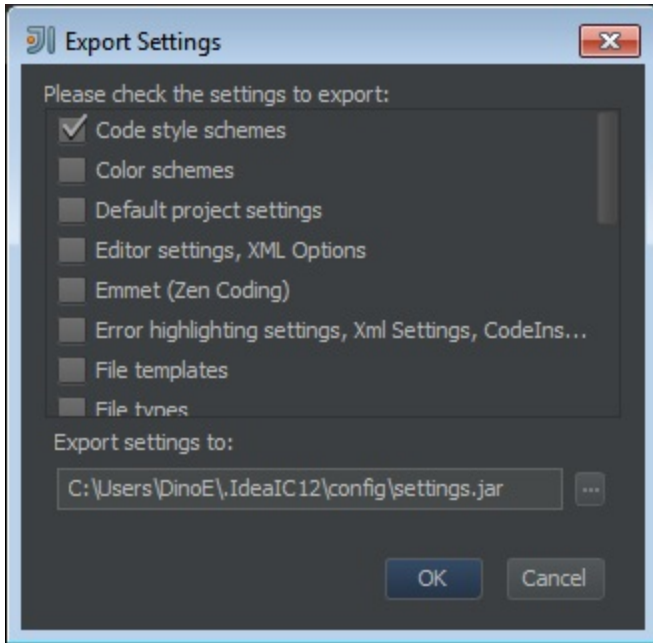 Export Settings
Please check the settings to export:
Code style schemes
Color schemes
Default project settings
Editor settings, XML Options
Emmet (Zen Coding)
Error highlighting settings, Xml Settings, CodeIns...
File templates
File types
Export settings to:
C:\Users\DinoE\.IdeaIC12\config\settings.jar
...
OK Cancel